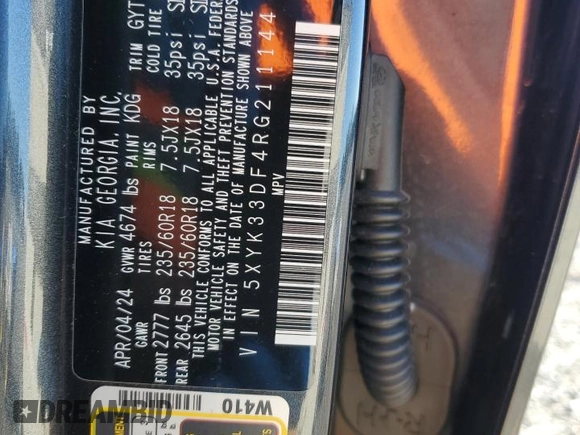 MANUFACTURED BY
KIA GEORGIA, INC.
APR/04/24 GVWR 4674 lbs PAINT KDG TRIM GYT
GAWR TIRES RIMS COLD TIRE
FRONT 2777 lbs 235/60R18 7.5JX18 35psi
REAR 2645 lbs 235/60R18 7.5JX18 35psi
THIS VEHICLE CONFORMS TO ALL APPLICABLE U.S.A. FEDER
MOTOR VEHICLE SAFETY AND THEFT PREVENTION STANDARDS
IN EFFECT ON THE DATE OF MANUFACTURE SHOWN ABOVE
VIN 5XYK33DF4RG211144
MPV
W410
DREAMBID